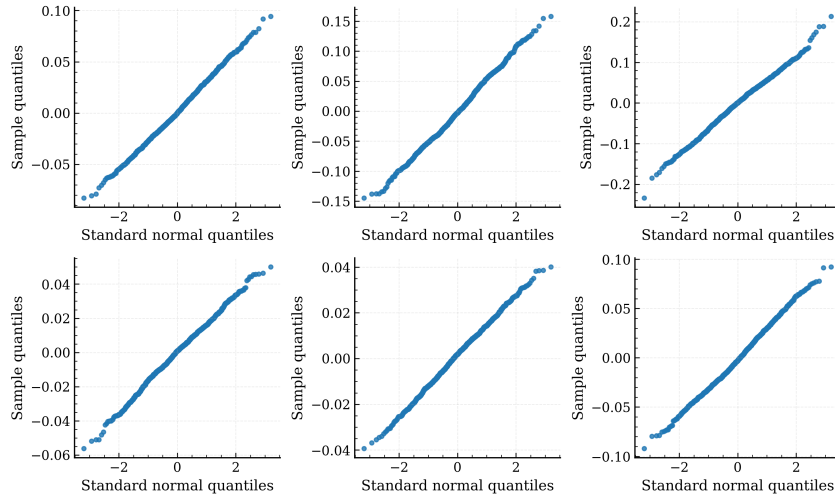 0.10
0.05
0.00
−0.05
Sample quantiles
−2 0 2
Standard normal quantiles
0.15
0.10
0.05
0.00
−0.05
−0.10
−0.15
Sample quantiles
−2 0 2
Standard normal quantiles
0.2
0.1
0.0
−0.1
−0.2
Sample quantiles
−2 0 2
Standard normal quantiles
0.04
0.02
0.00
−0.02
−0.04
−0.06
Sample quantiles
−2 0 2
Standard normal quantiles
0.04
0.02
0.00
−0.02
−0.04
Sample quantiles
−2 0 2
Standard normal quantiles
0.10
0.05
0.00
−0.05
−0.10
Sample quantiles
−2 0 2
Standard normal quantiles